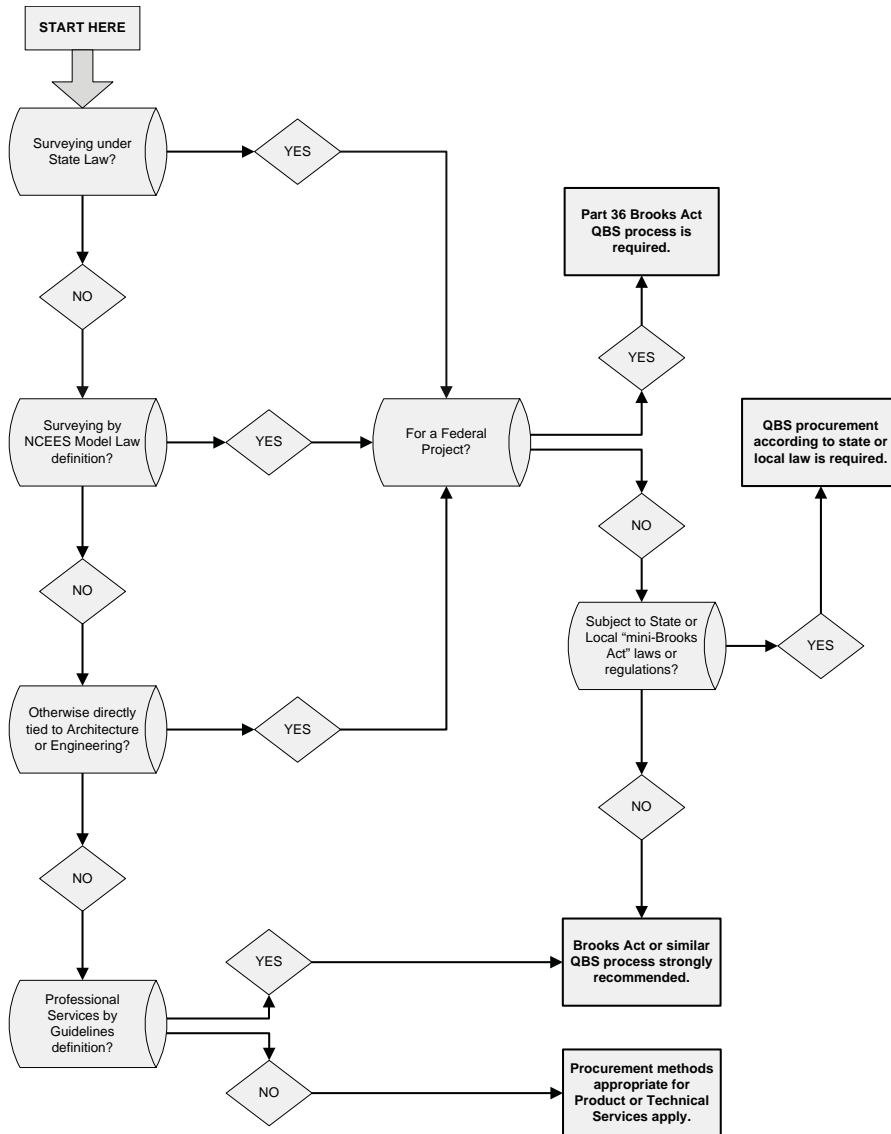 START HERE
Surveying under
State Law?
YES
NO
Surveying by
NCEES Model Law
definition?
YES
NO
Otherwise directly
tied to Architecture
or Engineering?
YES
NO
Professional
Services by
Guidelines
definition?
YES
NO
For a Federal
Project?
YES
Part 36 Brooks Act
QBS process is
required.
NO
Subject to State or
Local “mini-Brooks
Act” laws or
regulations?
YES
QBS procurement
according to state or
local law is required.
NO
Brooks Act or similar
QBS process strongly
recommended.
Procurement methods
appropriate for
Product or Technical
Services apply.